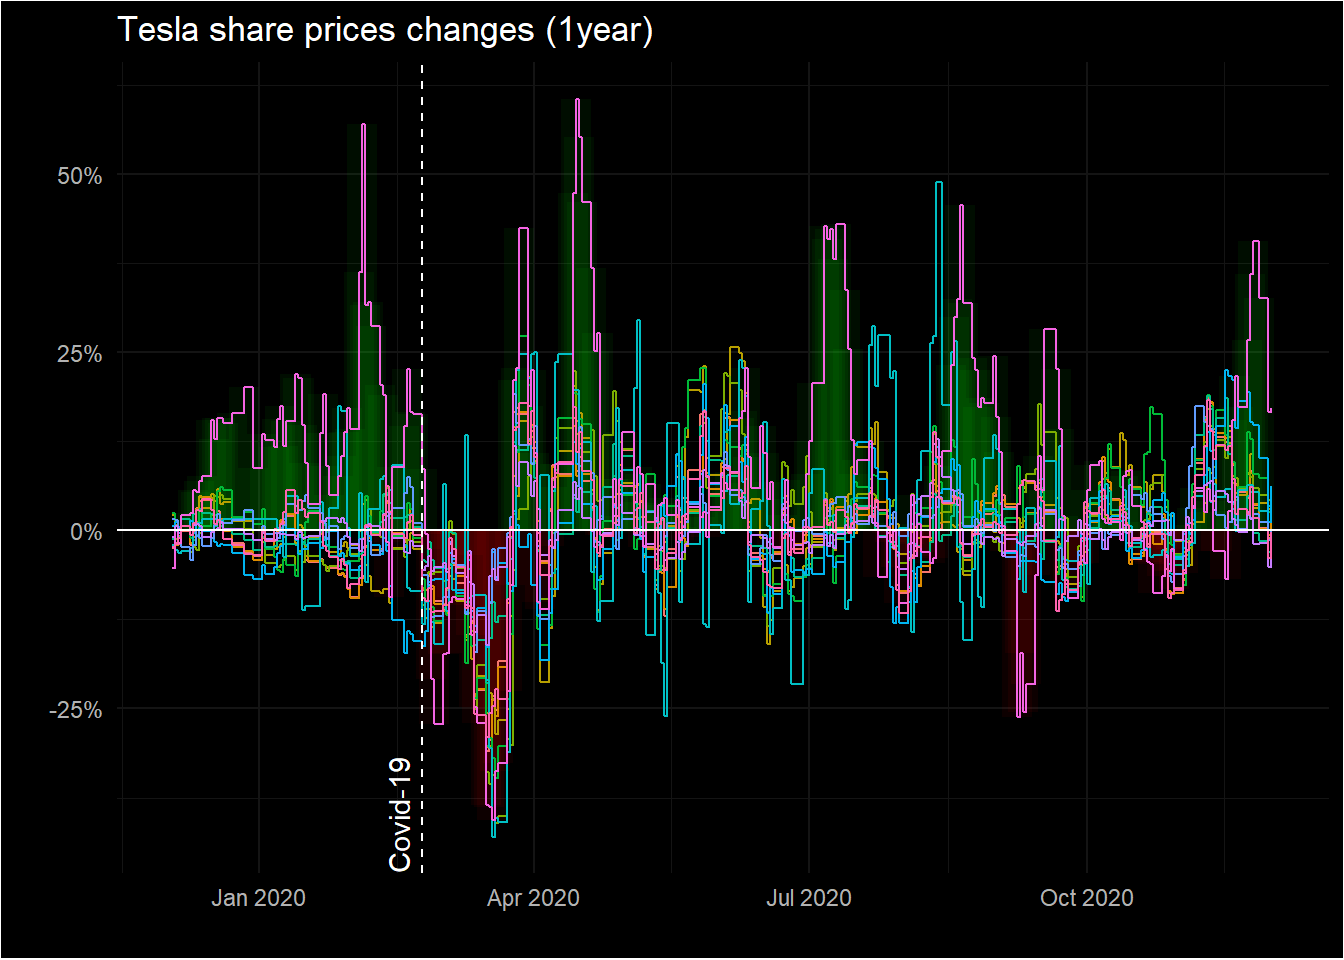 Tesla share prices changes (1year)
50%
25%
0%
-25%
Covid-19
Jan 2020
Apr 2020
Jul 2020
Oct 2020